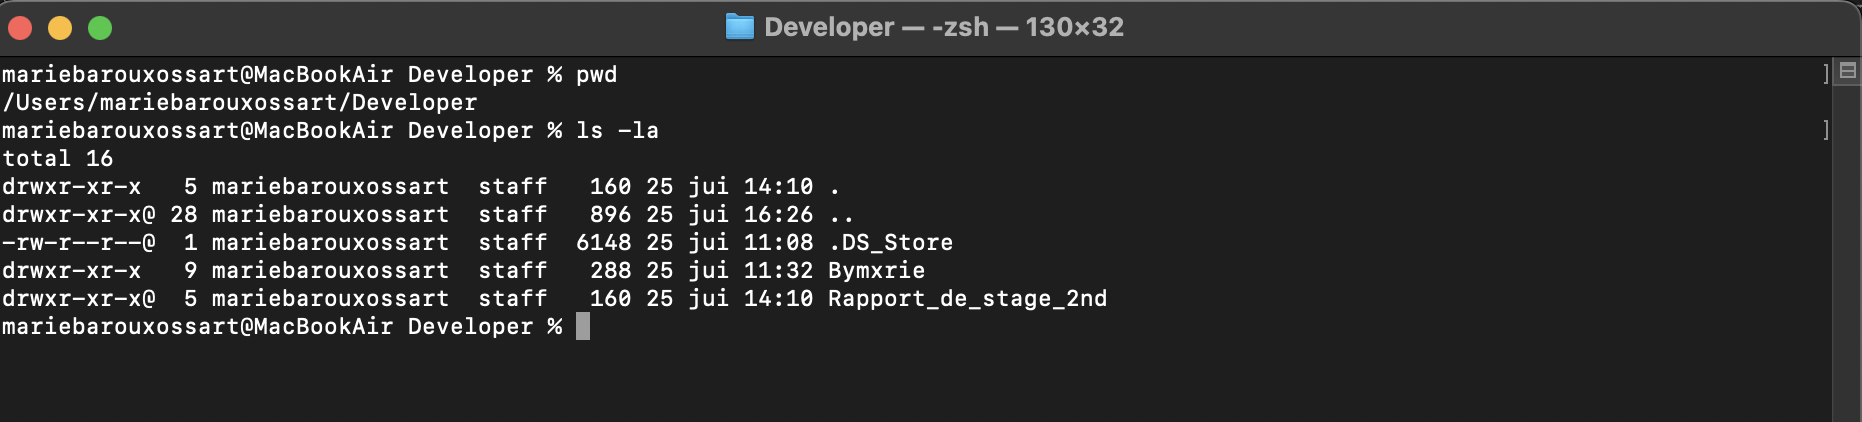 Developer — -zsh — 130×32
mariebarouxossart@MacBookAir Developer % pwd
/Users/mariebarouxossart/Developer
mariebarouxossart@MacBookAir Developer % ls -la
total 16
drwxr-xr-x   5 mariebarouxossart  staff   160 25 jui 14:10 .
drwxr-xr-x@ 28 mariebarouxossart  staff   896 25 jui 16:26 ..
-rw-r--r--@  1 mariebarouxossart  staff  6148 25 jui 11:08 .DS_Store
drwxr-xr-x   9 mariebarouxossart  staff   288 25 jui 11:32 Bymxrie
drwxr-xr-x@  5 mariebarouxossart  staff   160 25 jui 14:10 Rapport_de_stage_2nd
mariebarouxossart@MacBookAir Developer %